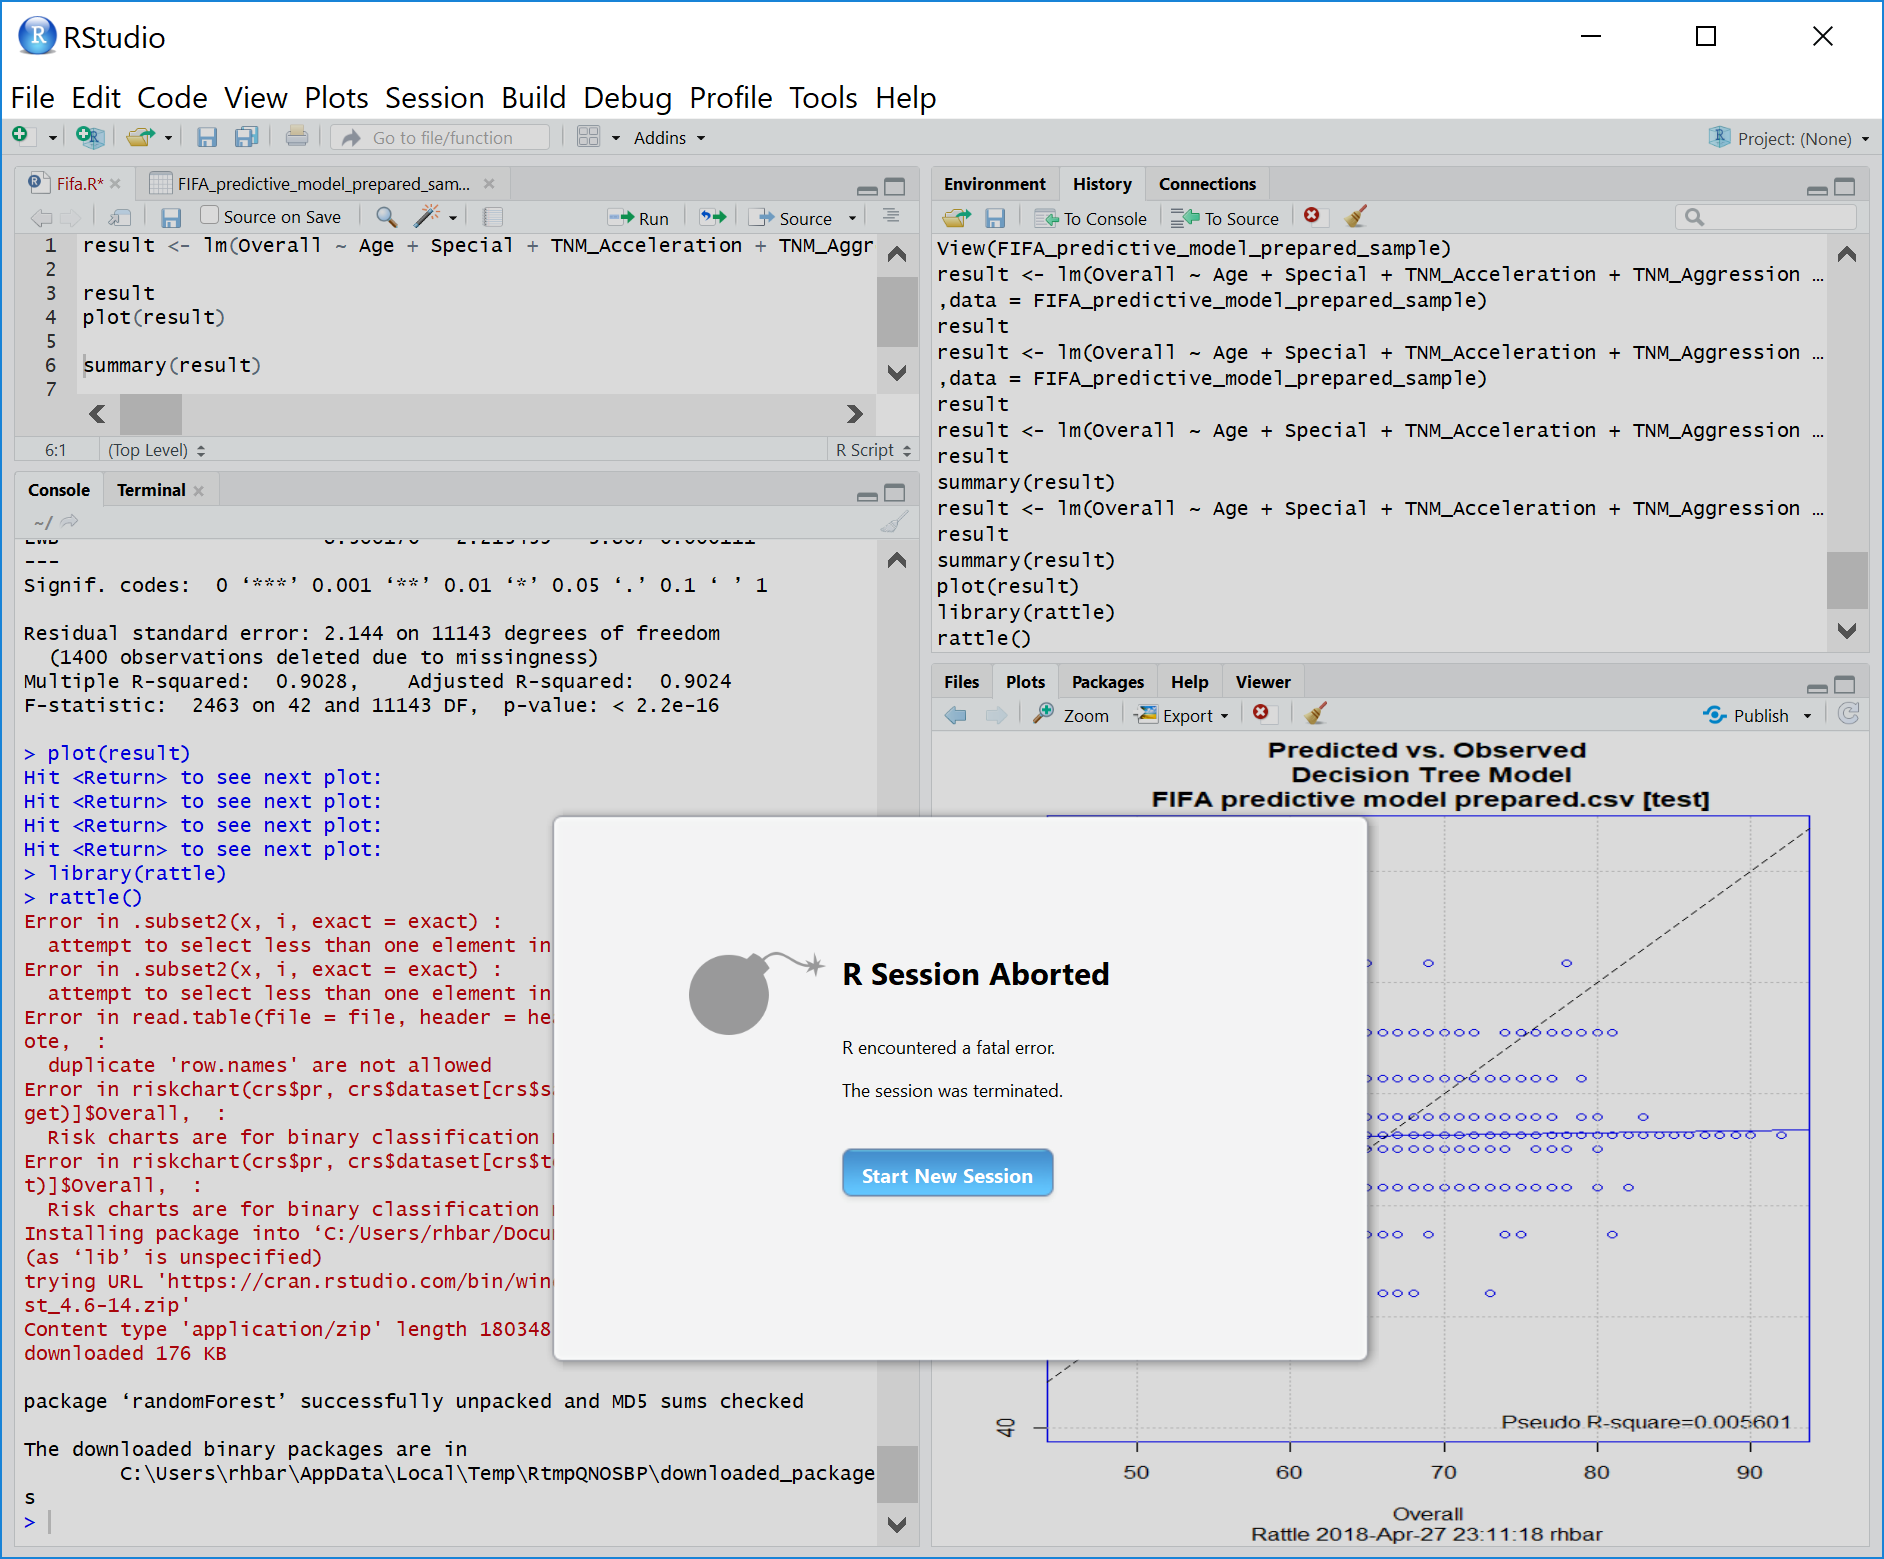 RStudio
File Edit Code View Plots Session Build Debug Profile Tools Help
Go to file/function
Addins
Project: (None)
Fifa.R*
FIFA_predictive_model_prepared_sam...
Source on Save
Run
Source
1 result <- lm(Overall ~ Age + Special + TNM_Acceleration + TNM_Aggr
2
3 result
4 plot(result)
5
6 summary(result)
7
6:1 (Top Level) R Script
Console Terminal
~/
---
Signif. codes:  0 ‘***’ 0.001 ‘**’ 0.01 ‘*’ 0.05 ‘.’ 0.1 ‘ ’ 1
Residual standard error: 2.144 on 11143 degrees of freedom
(1400 observations deleted due to missingness)
Multiple R-squared:  0.9028,    Adjusted R-squared:  0.9024
F-statistic:  2463 on 42 and 11143 DF,  p-value: < 2.2e-16
> plot(result)
Hit <Return> to see next plot:
Hit <Return> to see next plot:
Hit <Return> to see next plot:
Hit <Return> to see next plot:
> library(rattle)
> rattle()
Error in .subset2(x, i, exact = exact) :
attempt to select less than one element in
Error in .subset2(x, i, exact = exact) :
attempt to select less than one element in
Error in read.table(file = file, header = hea
ote,  :
duplicate 'row.names' are not allowed
Error in riskchart(crs$pr, crs$dataset[crs$sa
get)]$Overall,  :
Risk charts are for binary classification
Error in riskchart(crs$pr, crs$dataset[crs$te
t)]$Overall,  :
Risk charts are for binary classification
Installing package into ‘C:/Users/rhbar/Docu
(as ‘lib’ is unspecified)
trying URL 'https://cran.rstudio.com/bin/win
st_4.6-14.zip'
Content type 'application/zip' length 180348
downloaded 176 KB
package ‘randomForest’ successfully unpacked and MD5 sums checked
The downloaded binary packages are in
C:\Users\rhbar\AppData\Local\Temp\RtmpQNOSBP\downloaded_package
s
>
Environment History Connections
To Console To Source
View(FIFA_predictive_model_prepared_sample)
result <- lm(Overall ~ Age + Special + TNM_Acceleration + TNM_Aggression …
,data = FIFA_predictive_model_prepared_sample)
result
result <- lm(Overall ~ Age + Special + TNM_Acceleration + TNM_Aggression …
,data = FIFA_predictive_model_prepared_sample)
result
result <- lm(Overall ~ Age + Special + TNM_Acceleration + TNM_Aggression …
result
summary(result)
result <- lm(Overall ~ Age + Special + TNM_Acceleration + TNM_Aggression …
result
summary(result)
plot(result)
library(rattle)
rattle()
Files Plots Packages Help Viewer
Zoom Export Publish
Predicted vs. Observed
Decision Tree Model
FIFA predictive model prepared.csv [test]
40
Pseudo R-square=0.005601
50 60 70 80 90
Overall
Rattle 2018-Apr-27 23:11:18 rhbar
R Session Aborted
R encountered a fatal error.
The session was terminated.
Start New Session